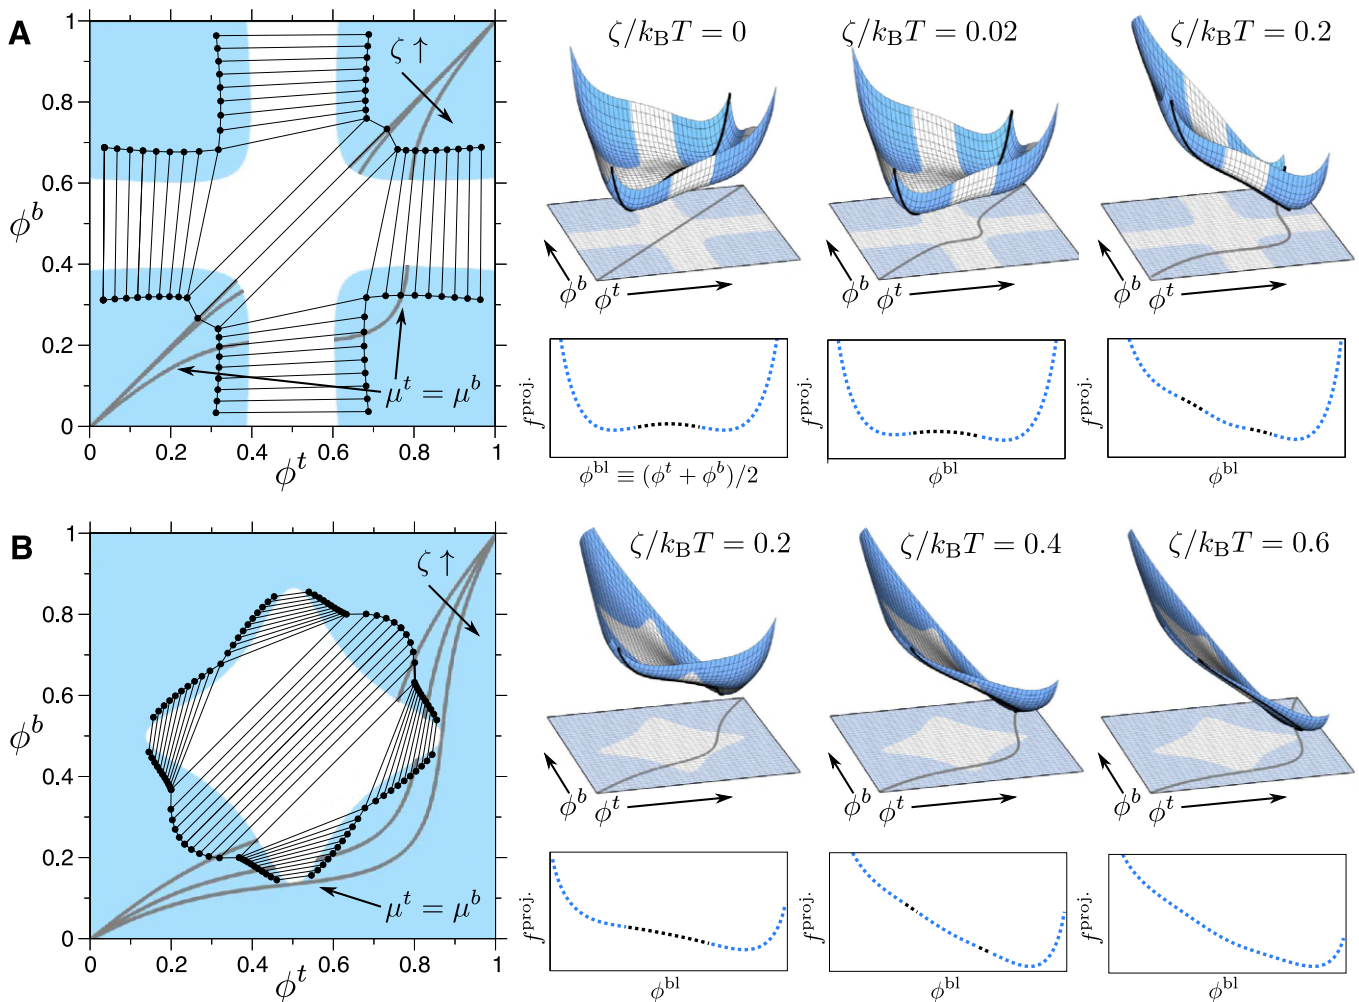 A
1
0.8
0.6
0.4
0.2
0
ϕ^b
0 0.2 0.4 0.6 0.8 1
ϕ^t
ζ ↑
μ^t = μ^b
ζ/k_BT = 0
ζ/k_BT = 0.02
ζ/k_BT = 0.2
ϕ^b ϕ^t
ϕ^b ϕ^t
ϕ^b ϕ^t
f^proj.
ϕ^bl ≡ (ϕ^t + ϕ^b)/2
f^proj.
ϕ^bl
f^proj.
ϕ^bl
B
1
0.8
0.6
0.4
0.2
0
ϕ^b
0 0.2 0.4 0.6 0.8 1
ϕ^t
ζ ↑
μ^t = μ^b
ζ/k_BT = 0.2
ζ/k_BT = 0.4
ζ/k_BT = 0.6
ϕ^b ϕ^t
ϕ^b ϕ^t
ϕ^b ϕ^t
f^proj.
ϕ^bl
f^proj.
ϕ^bl
f^proj.
ϕ^bl